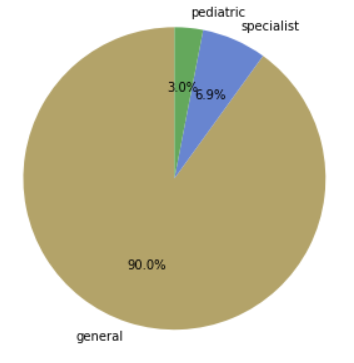 pediatric
specialist
3.0%
6.9%
90.0%
general